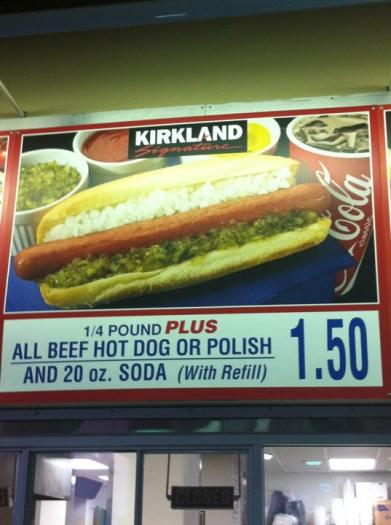 KIRKLAND
Signature
Cola
classic
1/4 POUND PLUS
ALL BEEF HOT DOG OR POLISH
AND 20 oz. SODA (With Refill)
1.50
CLOSED